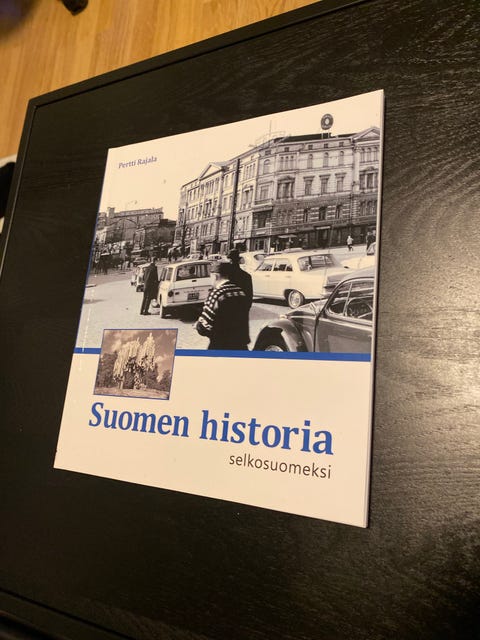 Pertti Rajala
Suomen historia
selkosuomeksi